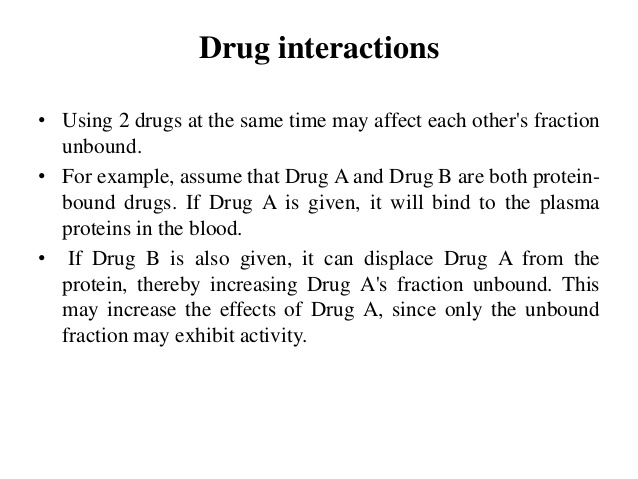 Drug interactions
• Using 2 drugs at the same time may affect each other's fraction
unbound.
• For example, assume that Drug A and Drug B are both protein-
bound drugs. If Drug A is given, it will bind to the plasma
proteins in the blood.
• If Drug B is also given, it can displace Drug A from the
protein, thereby increasing Drug A's fraction unbound. This
may increase the effects of Drug A, since only the unbound
fraction may exhibit activity.